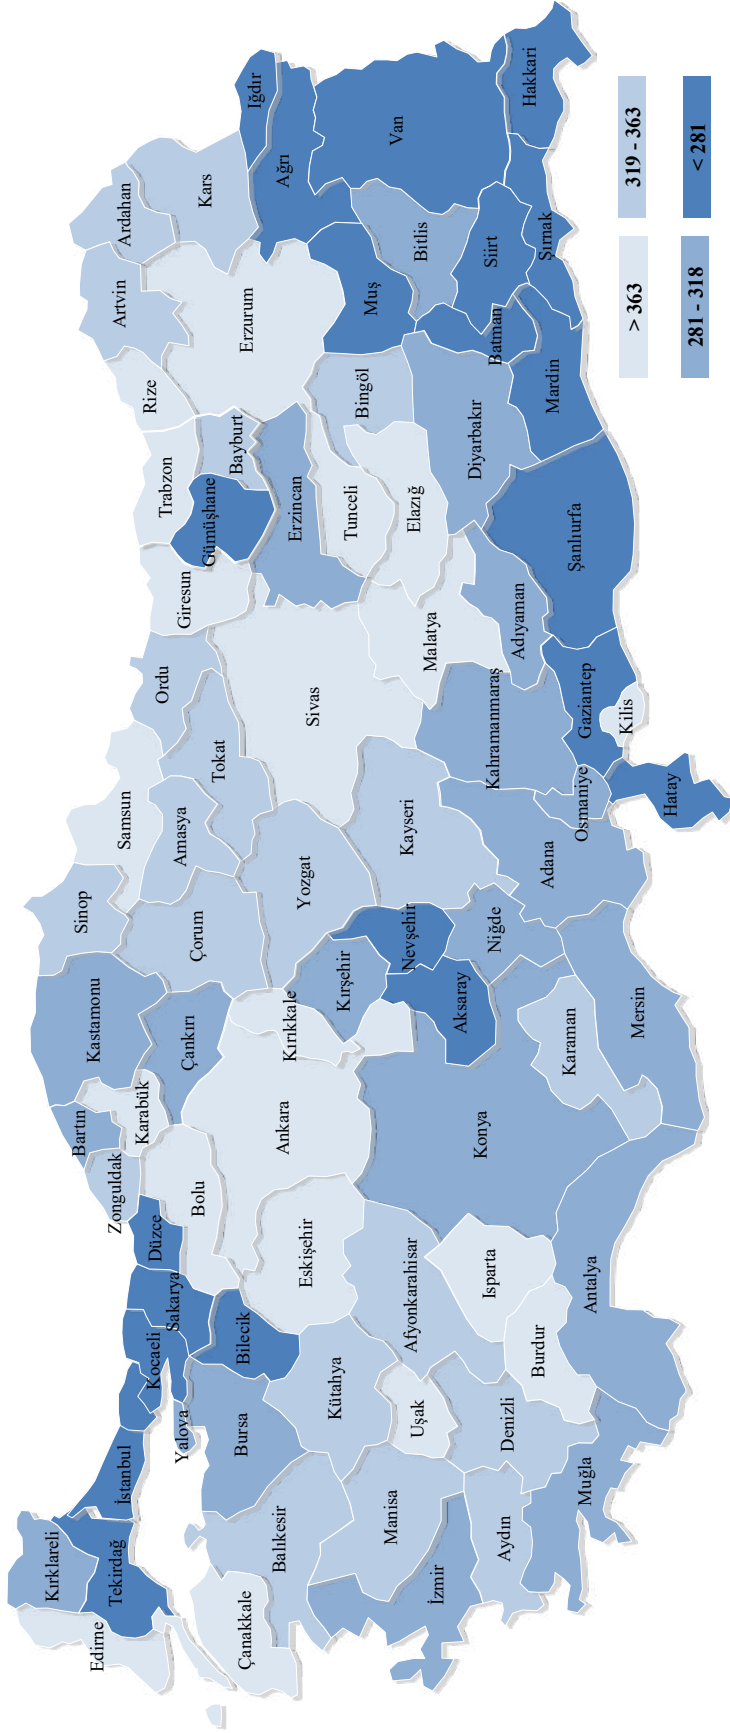 Edirne
Kırklareli
Tekirdağ
İstanbul
Kocaeli
Yalova
Sakarya
Düzce
Zonguldak
Bartın
Karabük
Kastamonu
Sinop
Samsun
Ordu
Giresun
Trabzon
Rize
Artvin
Ardahan
Kars
Iğdır
Ağrı
Çanakkale
Balıkesir
Bursa
Bilecik
Bolu
Çankırı
Çorum
Amasya
Tokat
Gümüşhane
Bayburt
Erzurum
Kütahya
Eskişehir
Ankara
Kırıkkale
Yozgat
Sivas
Erzincan
Tunceli
Bingöl
Muş
Van
Manisa
Uşak
Afyonkarahisar
Kırşehir
Nevşehir
Kayseri
Malatya
Elazığ
Bitlis
İzmir
Aydın
Denizli
Isparta
Konya
Aksaray
Niğde
Kahramanmaraş
Adıyaman
Diyarbakır
Batman
Siirt
Şırnak
Hakkari
Muğla
Burdur
Antalya
Karaman
Mersin
Adana
Osmaniye
Gaziantep
Kilis
Şanlıurfa
Mardin
Hatay
> 363
319 - 363
281 - 318
< 281